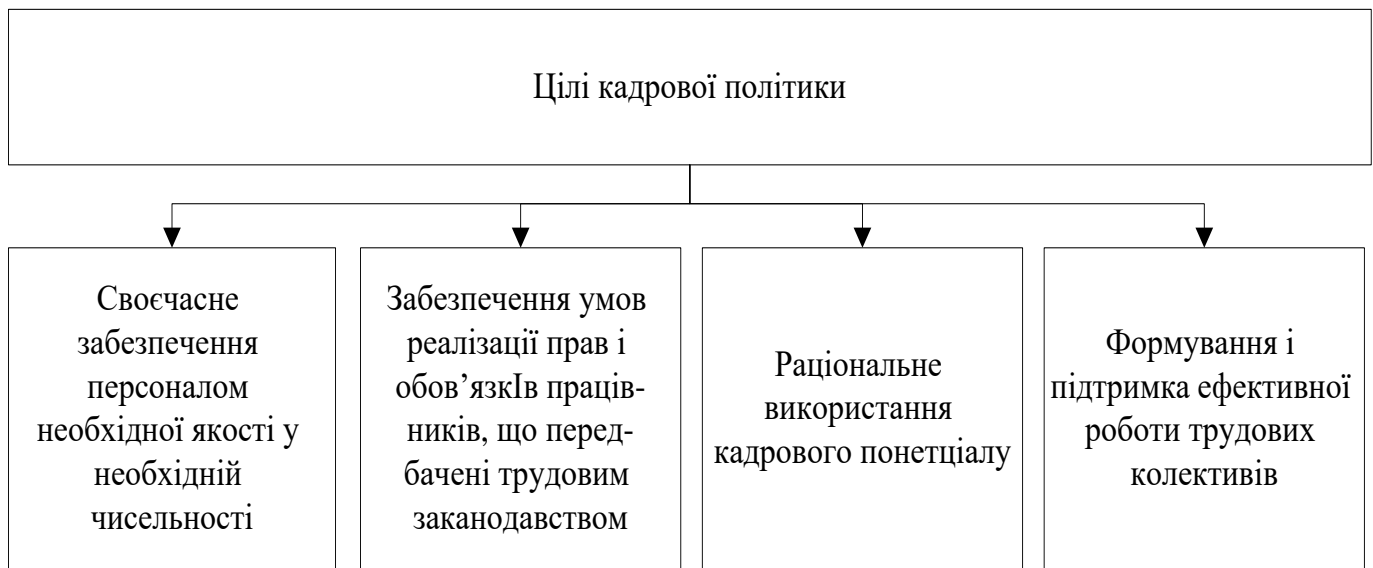 Цілі кадрової політики
Своєчасне
забезпечення
персоналом
необхідної якості у
необхідній
чисельності
Забезпечення умов
реалізації прав і
обов’язкІв праців-
ників, що перед-
бачені трудовим
заканодавством
Раціональне
використання
кадрового понетціалу
Формування і
підтримка ефективної
роботи трудових
колективів